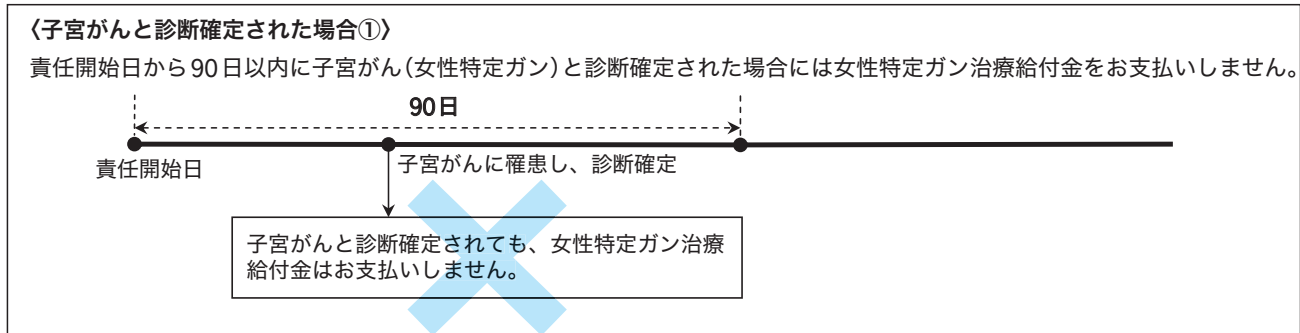 〈子宮がんと診断確定された場合①〉
責任開始日から90日以内に子宮がん(女性特定ガン)と診断確定された場合には女性特定ガン治療給付金をお支払いしません。
90日
責任開始日
子宮がんに罹患し、診断確定
子宮がんと診断確定されても、女性特定ガン治療
給付金はお支払いしません。